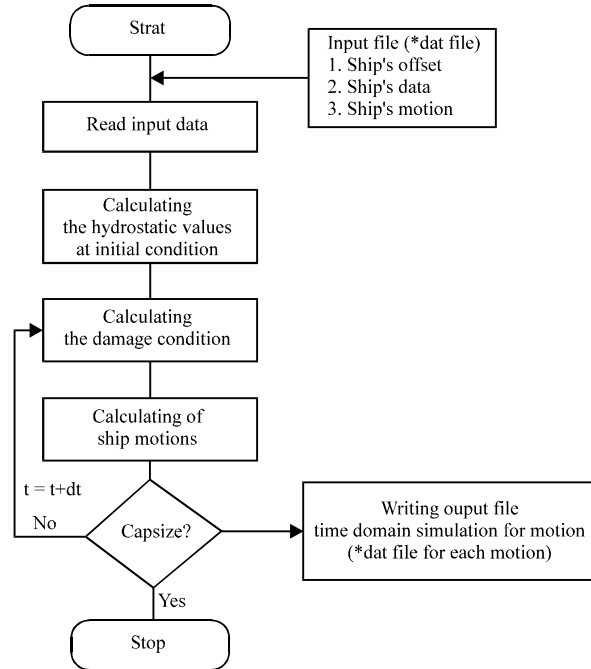 Strat
Input file (*dat file)
1. Ship's offset
2. Ship's data
3. Ship's motion
Read input data
Calculating
the hydrostatic values
at initial condition
Calculating
the damage condition
Calculating of
ship motions
t = t+dt
No
Capsize?
Writing ouput file
time domain simulation for motion
(*dat file for each motion)
Yes
Stop